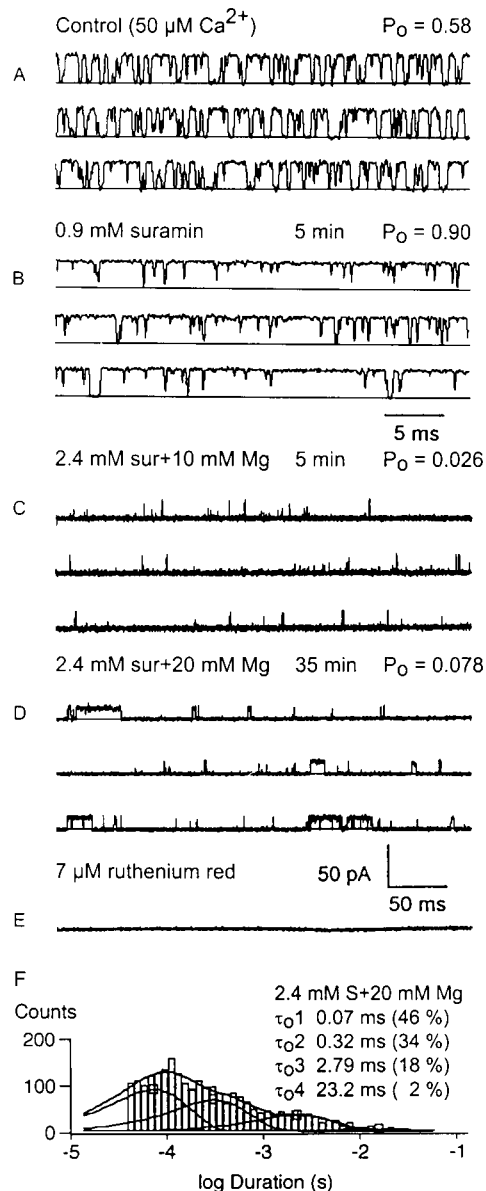 Control (50 µM Ca2+) Po = 0.58
A
0.9 mM suramin 5 min Po = 0.90
B
5 ms
2.4 mM sur+10 mM Mg 5 min Po = 0.026
C
2.4 mM sur+20 mM Mg 35 min Po = 0.078
D
7 µM ruthenium red 50 pA
50 ms
E
F
Counts
2.4 mM S+20 mM Mg
τo1 0.07 ms (46 %)
τo2 0.32 ms (34 %)
τo3 2.79 ms (18 %)
τo4 23.2 ms ( 2 %)
200
100
0
-5 -4 -3 -2 -1
log Duration (s)